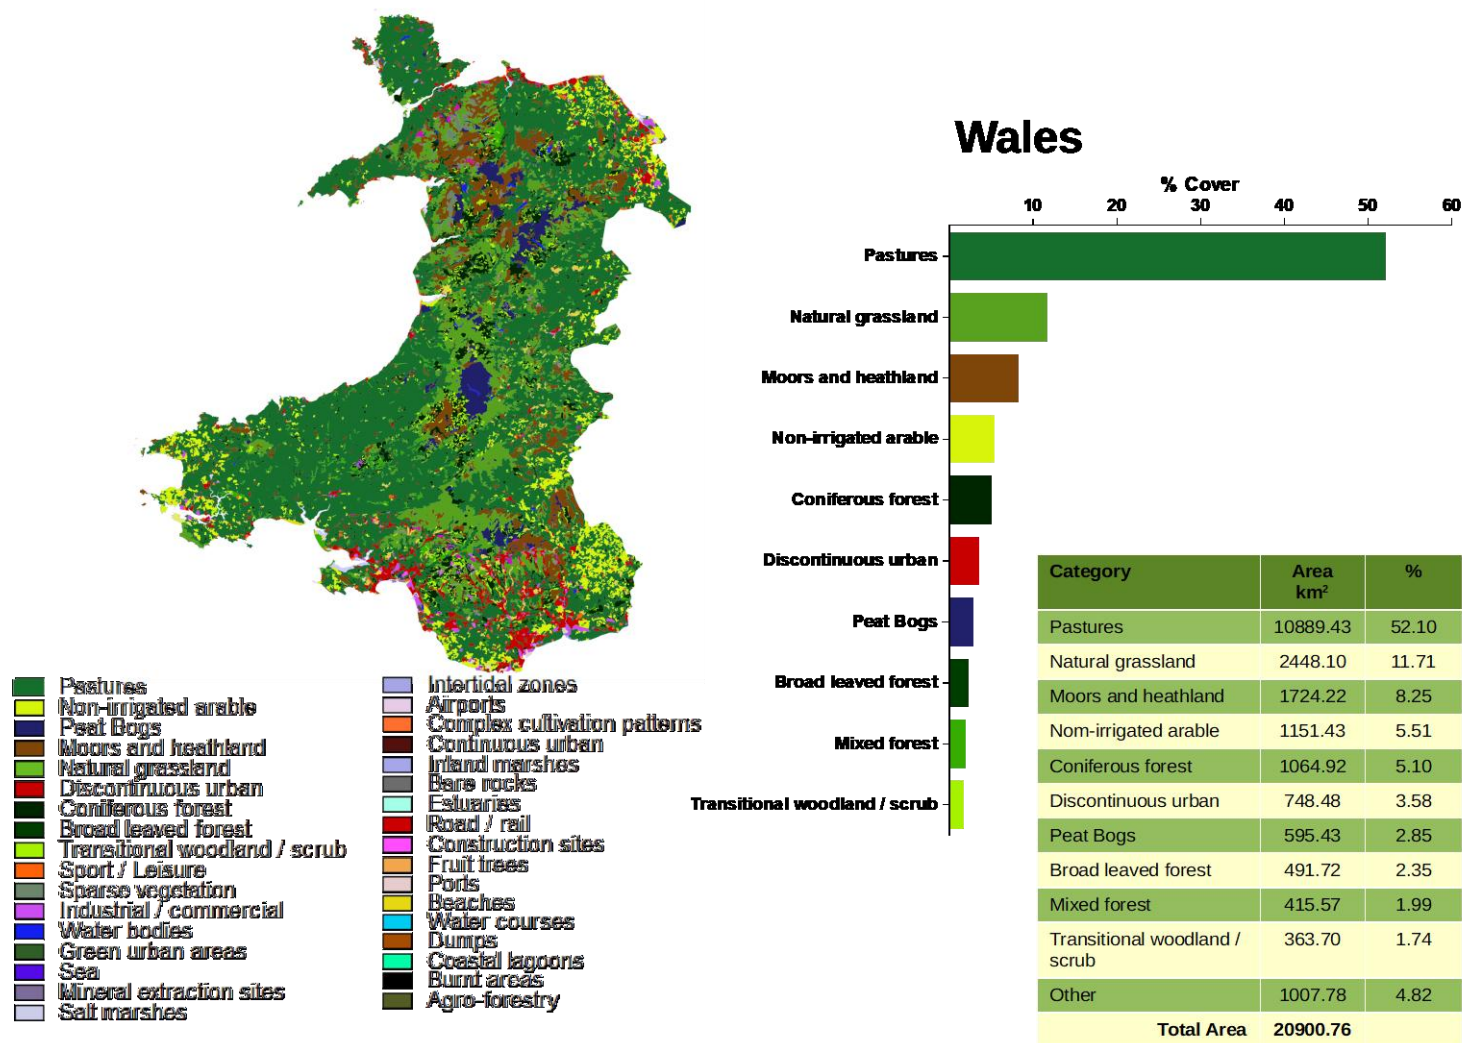 Wales
% Cover
10 20 30 40 50 60
Pastures
Natural grassland
Moors and heathland
Non-irrigated arable
Coniferous forest
Discontinuous urban
Peat Bogs
Broad leaved forest
Mixed forest
Transitional woodland / scrub
Category Area % 
km²
Pastures 10889.43 52.10
Natural grassland 2448.10 11.71
Moors and heathland 1724.22 8.25
Nom-irrigated arable 1151.43 5.51
Coniferous forest 1064.92 5.10
Discontinuous urban 748.48 3.58
Peat Bogs 595.43 2.85
Broad leaved forest 491.72 2.35
Mixed forest 415.57 1.99
Transitional woodland / 363.70 1.74
scrub
Other 1007.78 4.82
Total Area 20900.76
Pastures
Non-irrigated arable
Peat Bogs
Moors and heathland
Natural grassland
Discontinuous urban
Coniferous forest
Broad leaved forest
Transitional woodland / scrub
Sport / Leisure
Sparse vegetation
Industrial / commercial
Water bodies
Green urban areas
Sea
Mineral extraction sites
Salt marshes
Intertidal zones
Airports
Complex cultivation patterns
Continuous urban
Inland marshes
Bare rocks
Estuaries
Road / rail
Construction sites
Fruit trees
Ports
Beaches
Water courses
Dumps
Coastal lagoons
Burnt areas
Agro-forestry